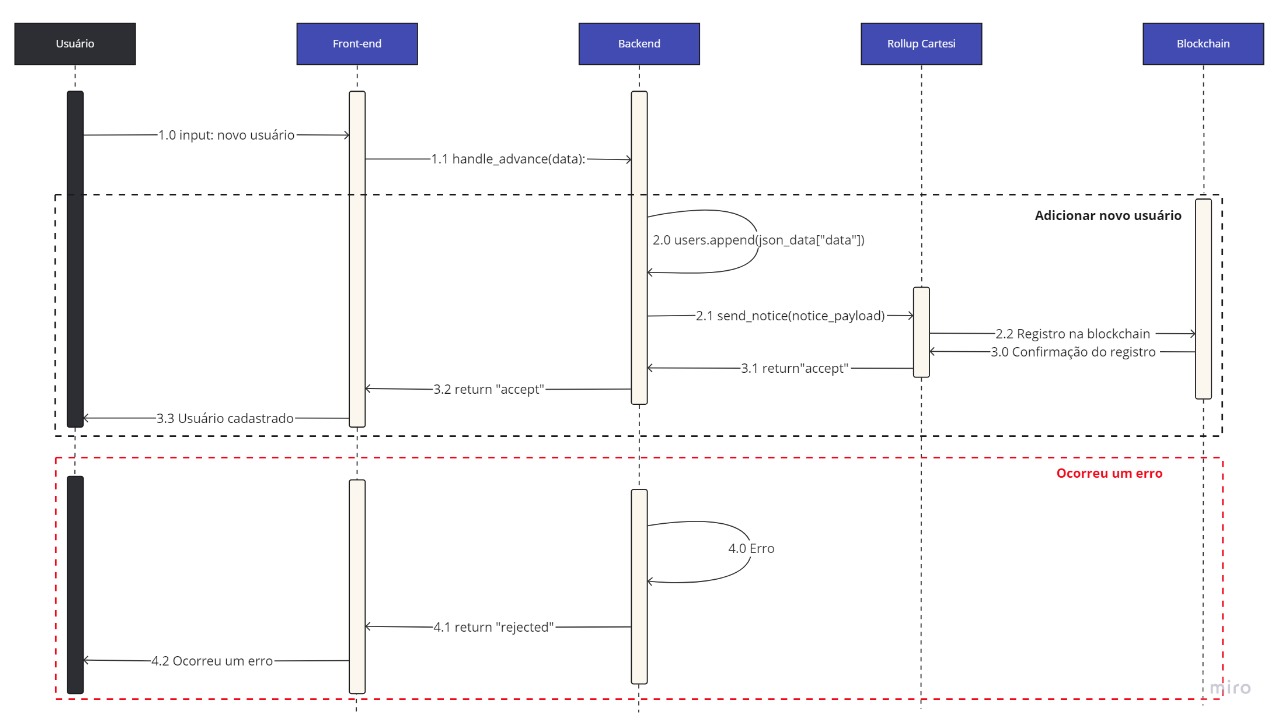 Usuário
Front-end
Backend
Rollup Cartesi
Blockchain
1.0 input: novo usuário
1.1 handle_advance(data):
Adicionar novo usuário
2.0 users.append(json_data["data"])
2.1 send_notice(notice_payload)
2.2 Registro na blockchain
3.0 Confirmação do registro
3.1 return"accept"
3.2 return "accept"
3.3 Usuário cadastrado
Ocorreu um erro
4.0 Erro
4.1 return "rejected"
4.2 Ocorreu um erro
miro